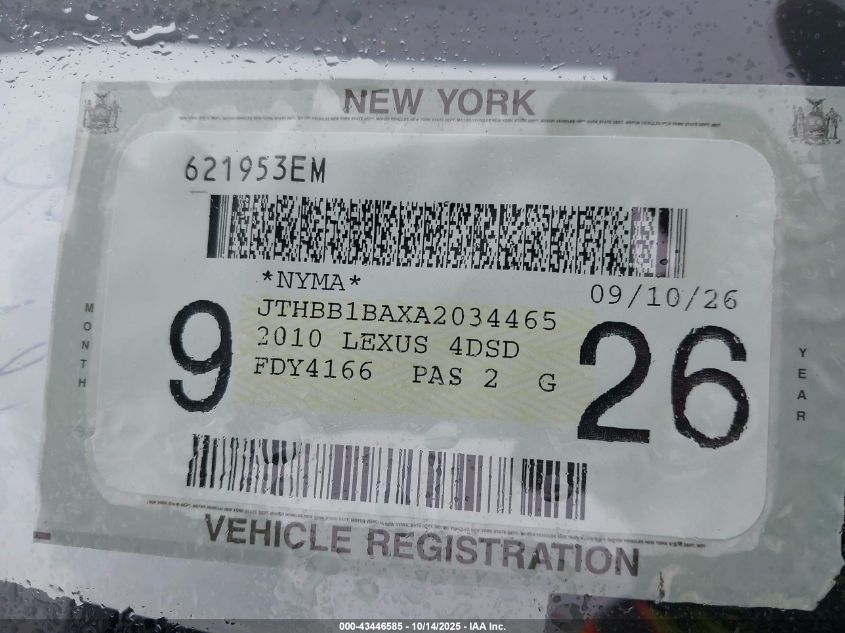 NEW YORK
621953EM
*NYMA*
09/10/26
JTHBB1BAXA2034465
2010 LEXUS 4DSD
FDY4166 PAS 2 G
MONTH
9
26
YEAR
VEHICLE REGISTRATION
000-43446585 - 10/14/2025 - IAA Inc.